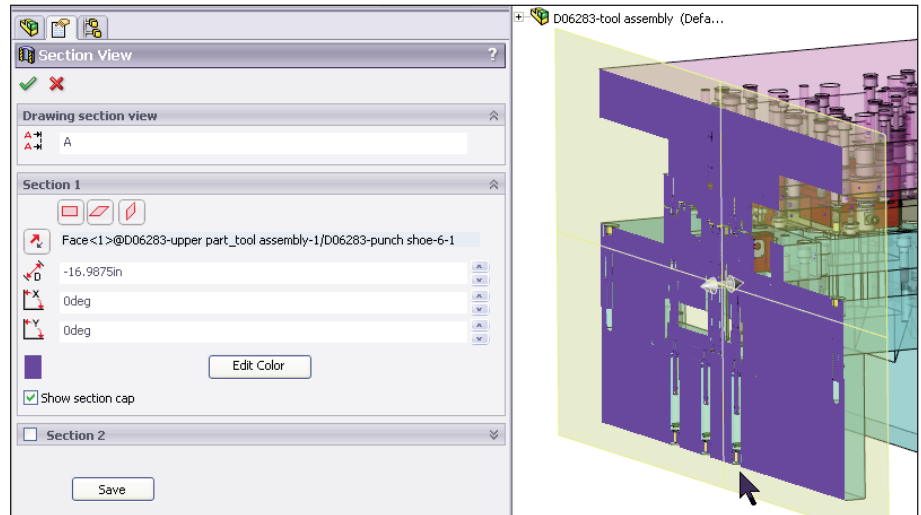 D06283-tool assembly (Defa...
Section View ?
Drawing section view
A
Section 1
Face<1>@D06283-upper part_tool assembly-1/D06283-punch shoe-6-1
D
-16.9875in
X
0deg
Y
0deg
Edit Color
Show section cap
Section 2
Save